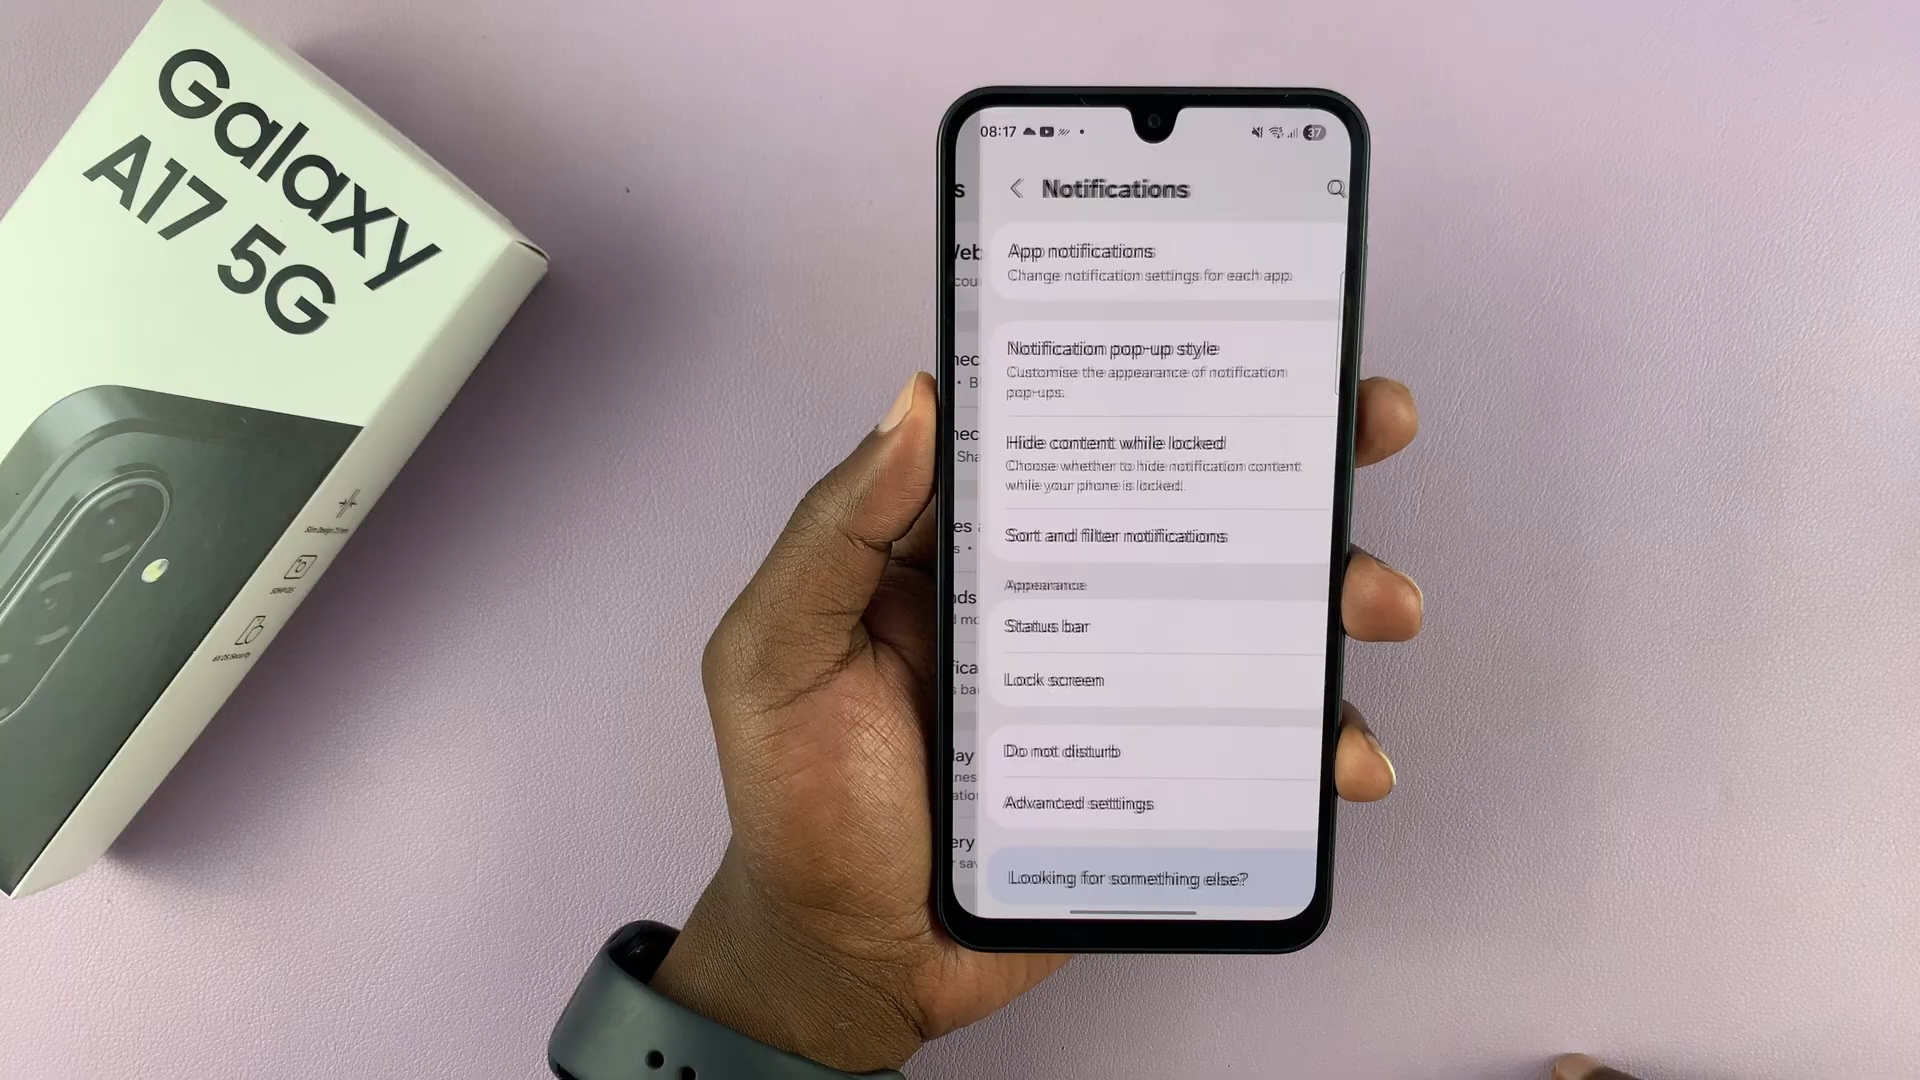 Galaxy
A17 5G
08:17
37
Notifications
App notifications
Change notification settings for each app.
Notification pop-up style
Customise the appearance of notification
pop-ups.
Hide content while locked
Choose whether to hide notification content
while your phone is locked.
Sort and filter notifications
Appearance
Status bar
Lock screen
Do not disturb
Advanced settings
Looking for something else?